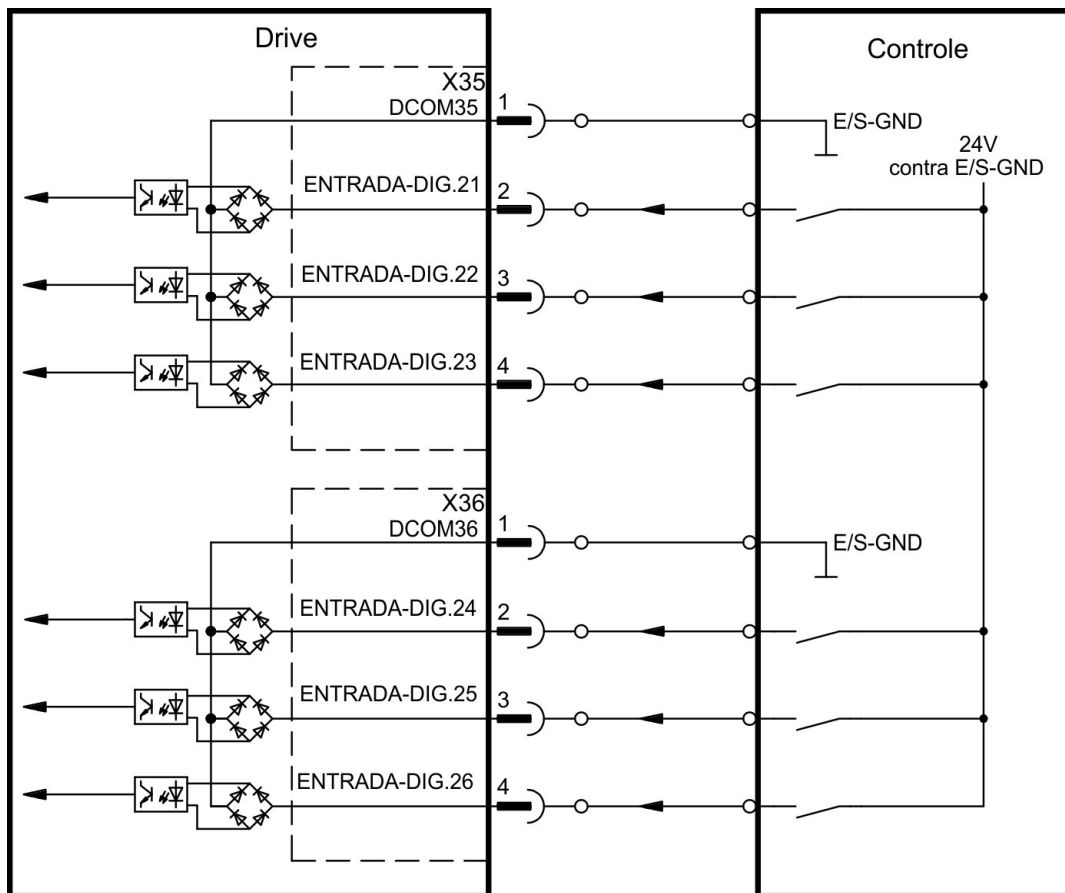 Drive
Controle
X35
DCOM35
1
E/S-GND
24V
contra E/S-GND
ENTRADA-DIG.21
2
ENTRADA-DIG.22
3
ENTRADA-DIG.23
4
X36
DCOM36
1
E/S-GND
ENTRADA-DIG.24
2
ENTRADA-DIG.25
3
ENTRADA-DIG.26
4